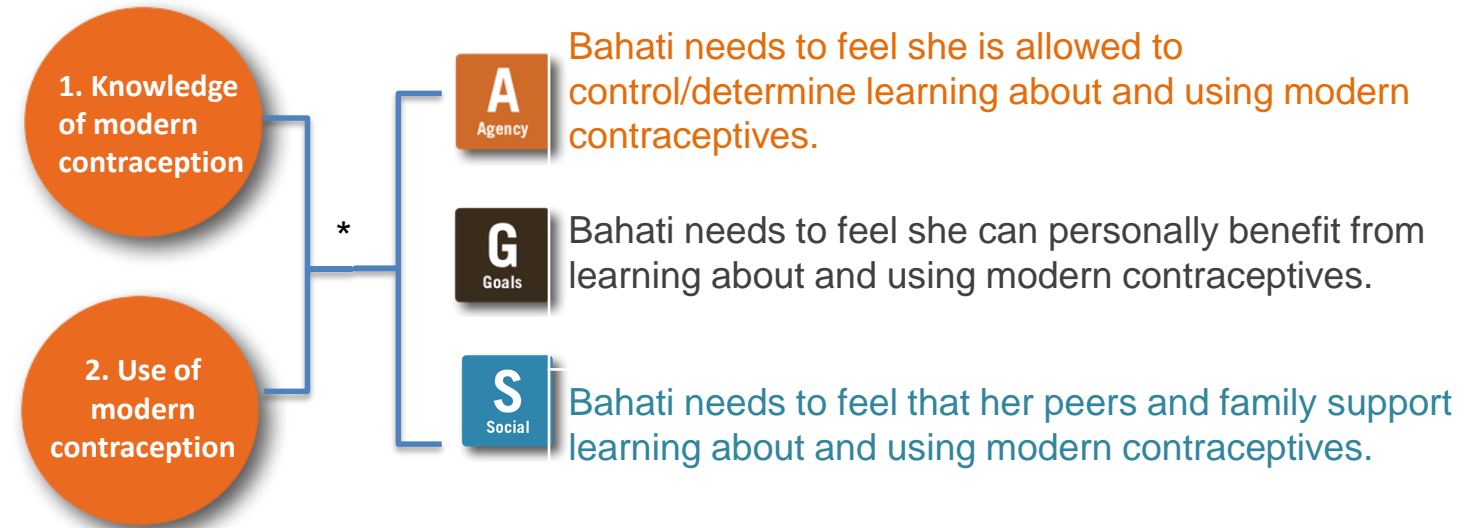 1. Knowledge
of modern
contraception
2. Use of
modern
contraception
*
A
Agency
Bahati needs to feel she is allowed to
control/determine learning about and using modern
contraceptives.
G
Goals
Bahati needs to feel she can personally benefit from
learning about and using modern contraceptives.
S
Social
Bahati needs to feel that her peers and family support
learning about and using modern contraceptives.